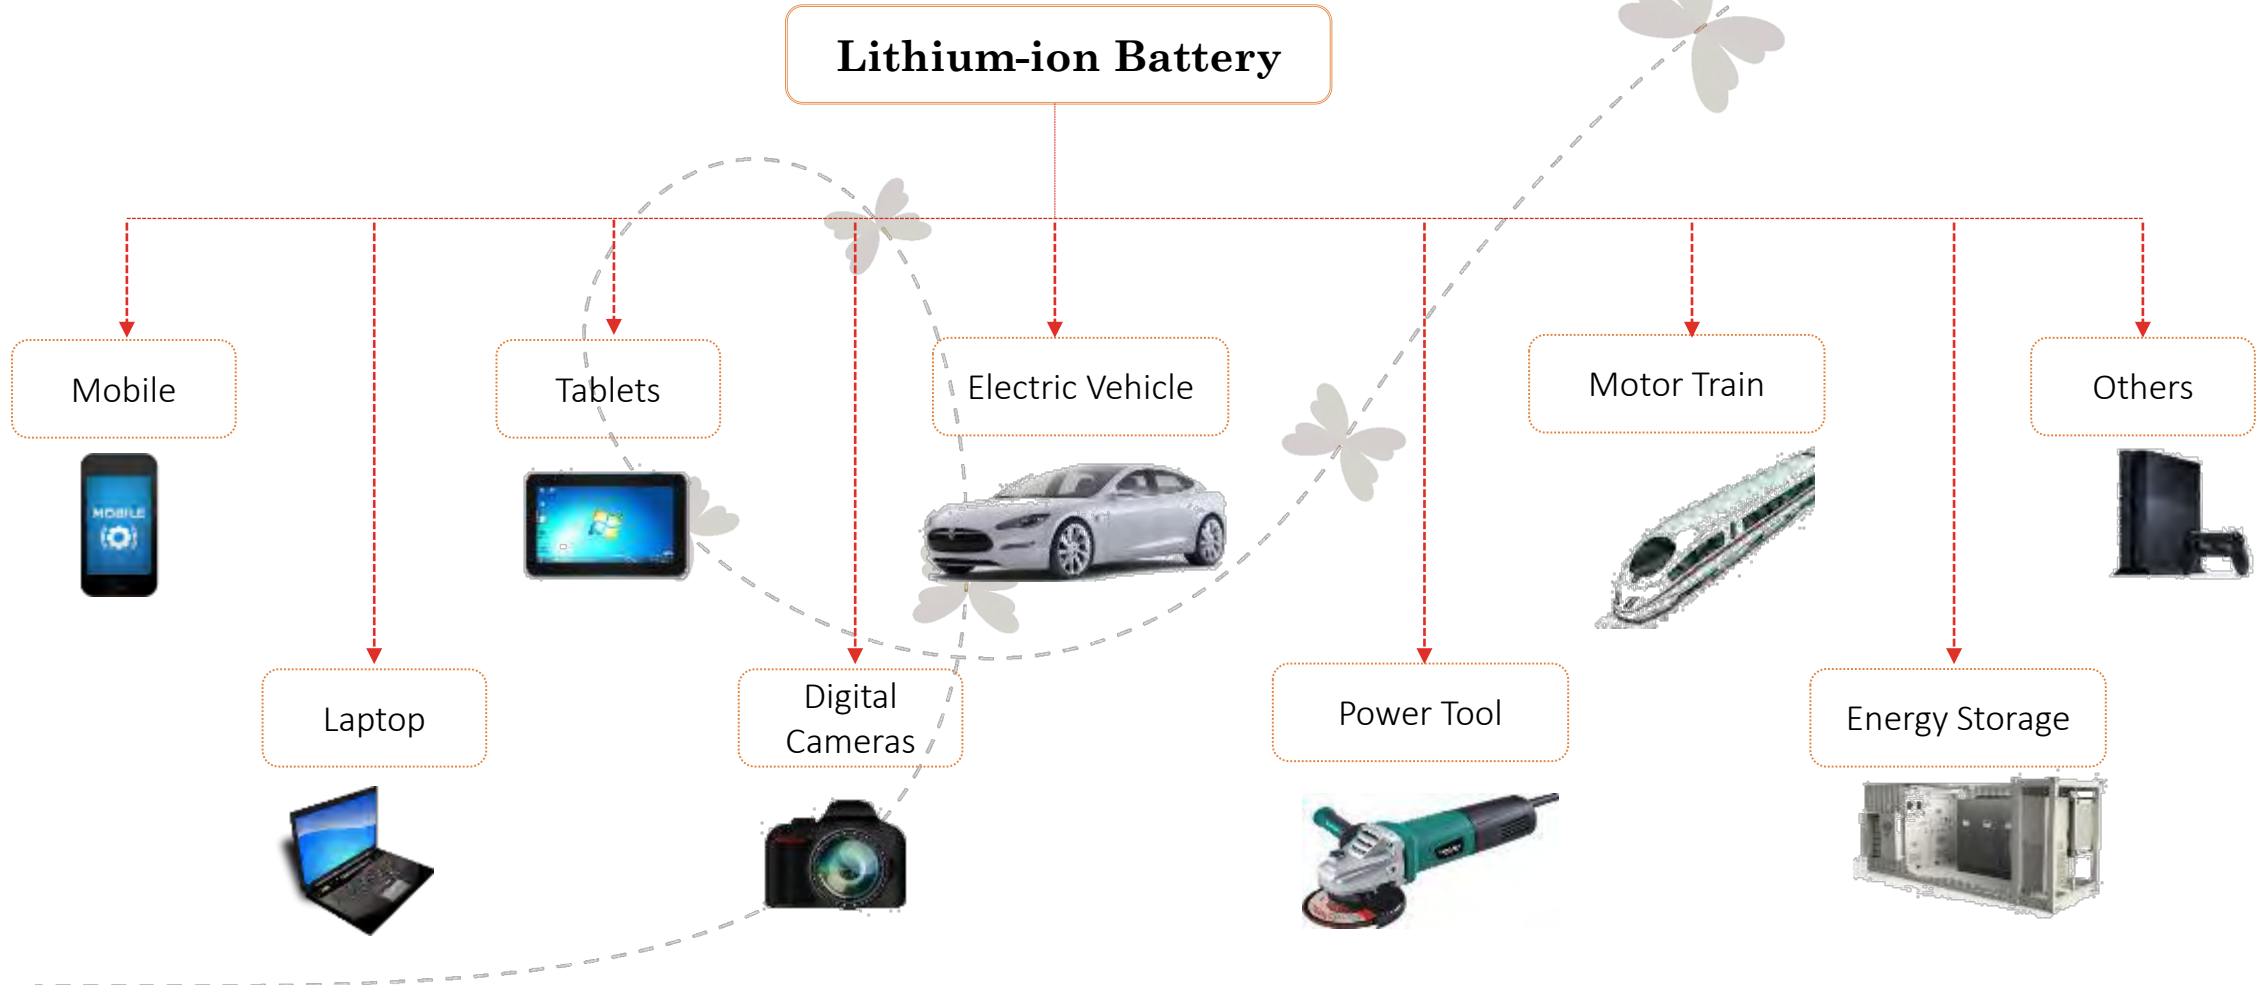 Lithium-ion Battery
Mobile
Tablets
Electric Vehicle
Motor Train
Others
MOBILE
Laptop
Digital
Cameras
Power Tool
Energy Storage